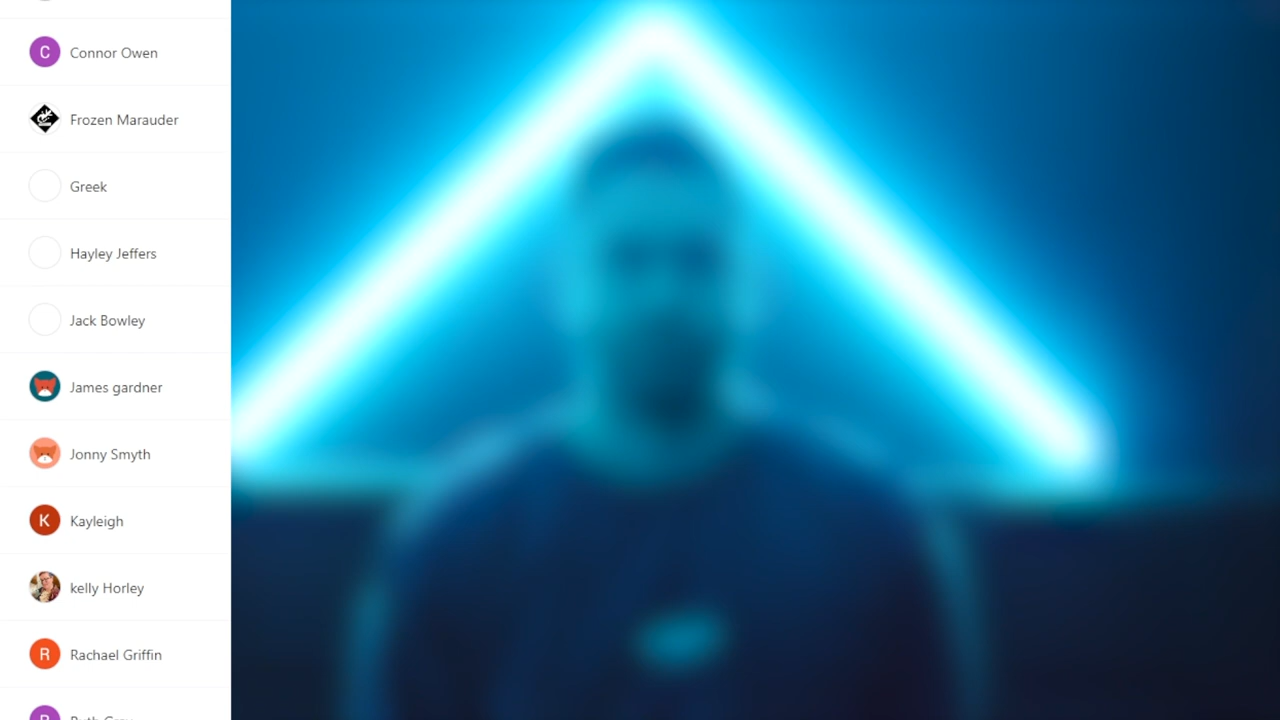 C Connor Owen
Frozen Marauder
Greek
Hayley Jeffers
Jack Bowley
James gardner
Jonny Smyth
K Kayleigh
kelly Horley
R Rachael Griffin